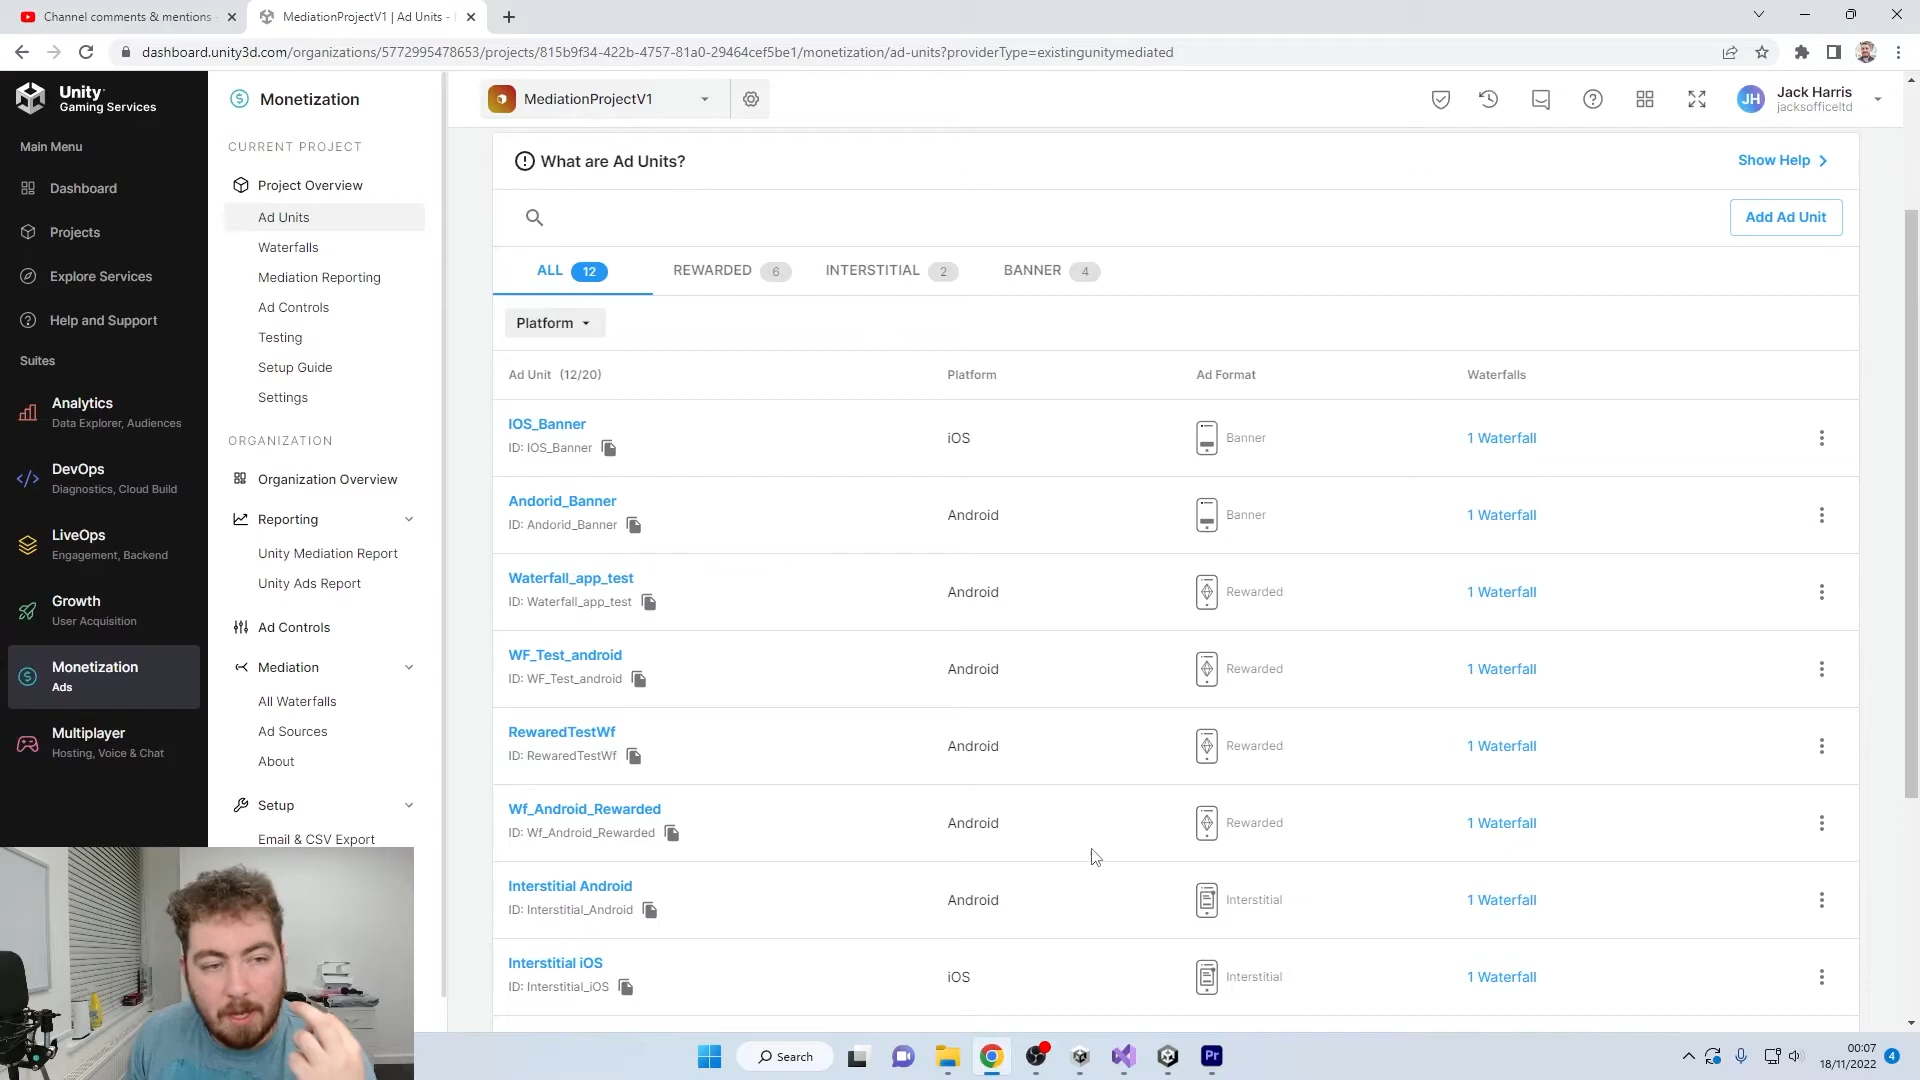 Channel comments & mentions
MediationProjectV1 | Ad Units -
dashboard.unity3d.com/organizations/5772995478653/projects/815b9f34-422b-4757-81a0-29464cef5be1/monetization/ad-units?providerType=existingunitymediated
Unity
Gaming Services
Main Menu
Dashboard
Projects
Explore Services
Help and Support
Suites
Analytics
Data Explorer, Audiences
DevOps
Diagnostics, Cloud Build
LiveOps
Engagement, Backend
Growth
User Acquisition
Monetization
Ads
Multiplayer
Hosting, Voice & Chat
Monetization
CURRENT PROJECT
Project Overview
Ad Units
Waterfalls
Mediation Reporting
Ad Controls
Testing
Setup Guide
Settings
ORGANIZATION
Organization Overview
Reporting
Unity Mediation Report
Unity Ads Report
Ad Controls
Mediation
All Waterfalls
Ad Sources
About
Setup
Email & CSV Export
MediationProjectV1
JH
Jack Harris
jacksofficeltd
What are Ad Units?
Show Help
Add Ad Unit
ALL 12
REWARDED 6
INTERSTITIAL 2
BANNER 4
Platform
Ad Unit (12/20) Platform Ad Format Waterfalls
IOS_Banner
ID: IOS_Banner
iOS Banner 1 Waterfall
Andorid_Banner
ID: Andorid_Banner
Android Banner 1 Waterfall
Waterfall_app_test
ID: Waterfall_app_test
Android Rewarded 1 Waterfall
WF_Test_android
ID: WF_Test_android
Android Rewarded 1 Waterfall
RewaredTestWf
ID: RewaredTestWf
Android Rewarded 1 Waterfall
Wf_Android_Rewarded
ID: Wf_Android_Rewarded
Android Rewarded 1 Waterfall
Interstitial Android
ID: Interstitial_Android
Android Interstitial 1 Waterfall
Interstitial iOS
ID: Interstitial_iOS
iOS Interstitial 1 Waterfall
Search
Pr
00:07
18/11/2022
4